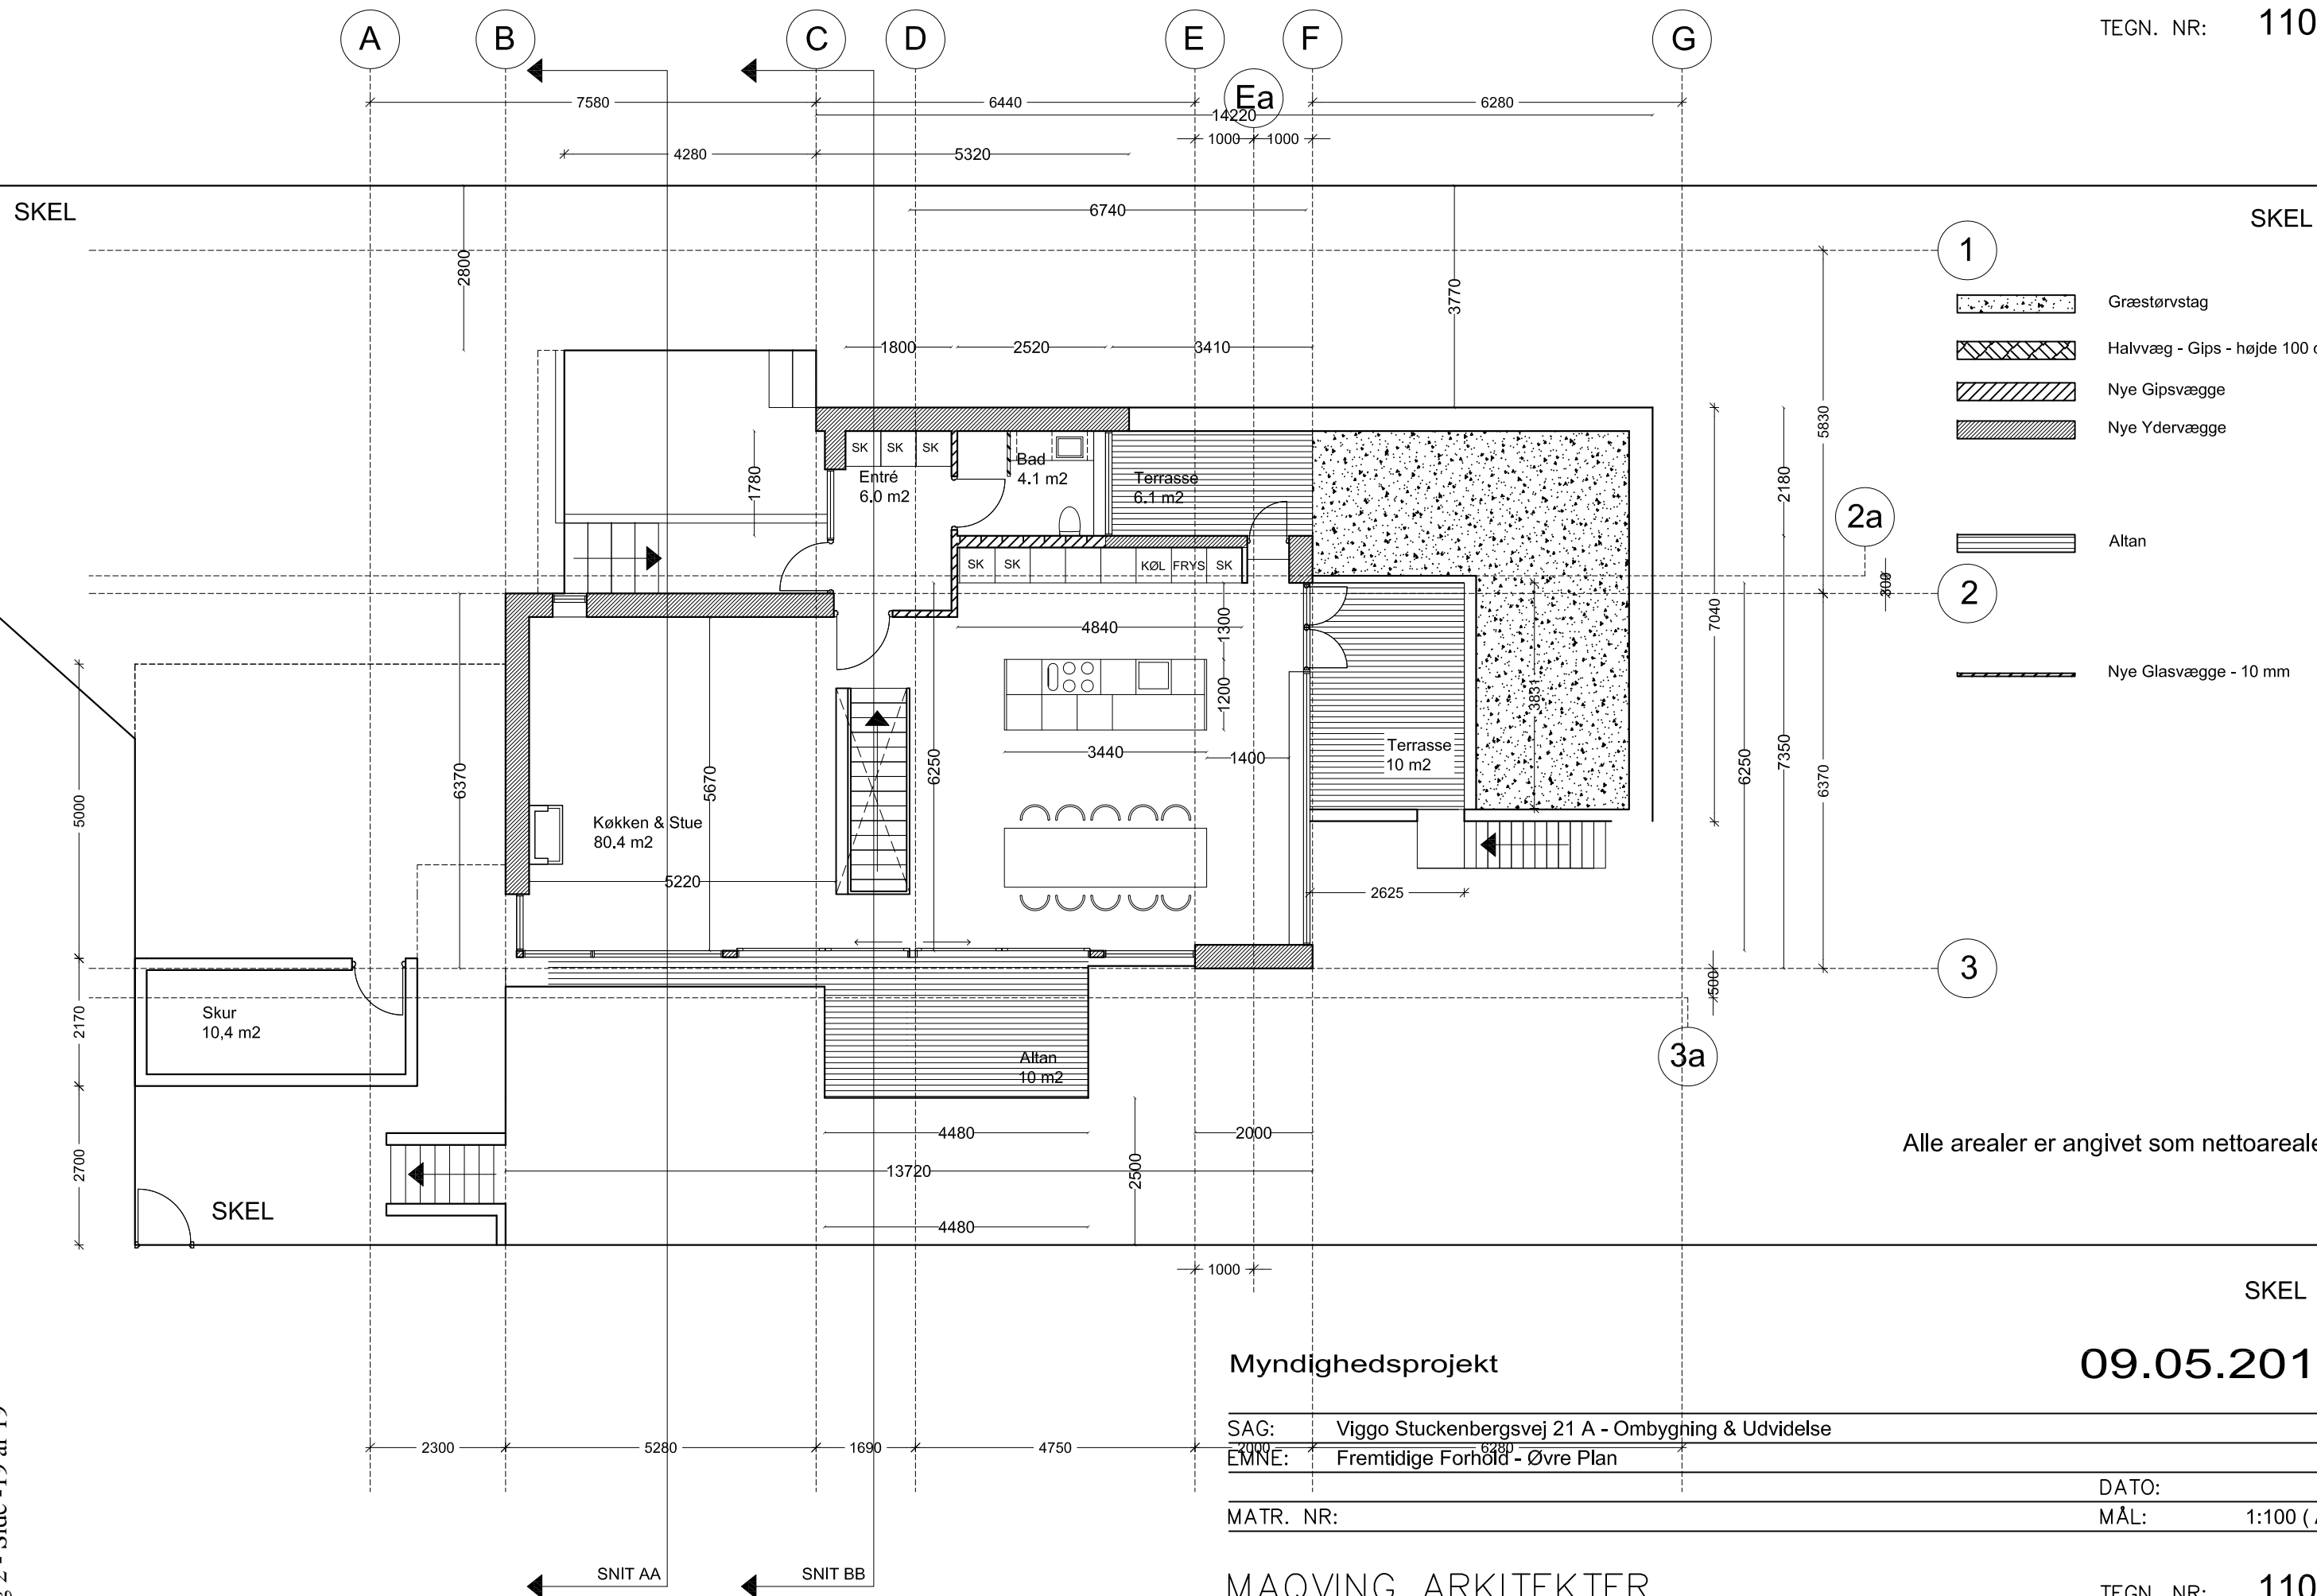 TEGN. NR: 110
A B C D E F G
Ea
7580 6440 6280
14220
1000 1000
4280 5320
SKEL
6740
SKEL
1
2800
3770
Græstørvstag
1800 2520 3410
Halvvæg - Gips - højde 100
Nye Gipsvægge
5830
Nye Ydervægge
SK SK SK
Bad
4.1 m2
Entré
6.0 m2
Terrasse
6.1 m2
1780
2180
2a
Altan
SK SK KØL FRYS SK
300
2
7040
4840
1300
Nye Glasvægge - 10 mm
1200
3831
3440
1400
Terrasse
10 m2
6370
5670
6250
6250
7350
6370
5000
Køkken & Stue
80,4 m2
5220
2625
3
500
Skur
10,4 m2
2170
3a
Altan
10 m2
4480
2000
Alle arealer er angivet som
13720
2500
2700
SKEL
4480
1000
SKEL
Myndighedsprojekt
09.05.201
SAG: Viggo Stuckenbergsvej 21 A - Ombygning & Udvidelse
2300 5280 1690 4750 2000 6280
EMNE: Fremtidige Forhold - Øvre Plan
DATO:
MATR. NR:
MÅL: 1:100 (
SNIT AA
SNIT BB
MAQVING ARKITEKTER
TEGN. NR: 110